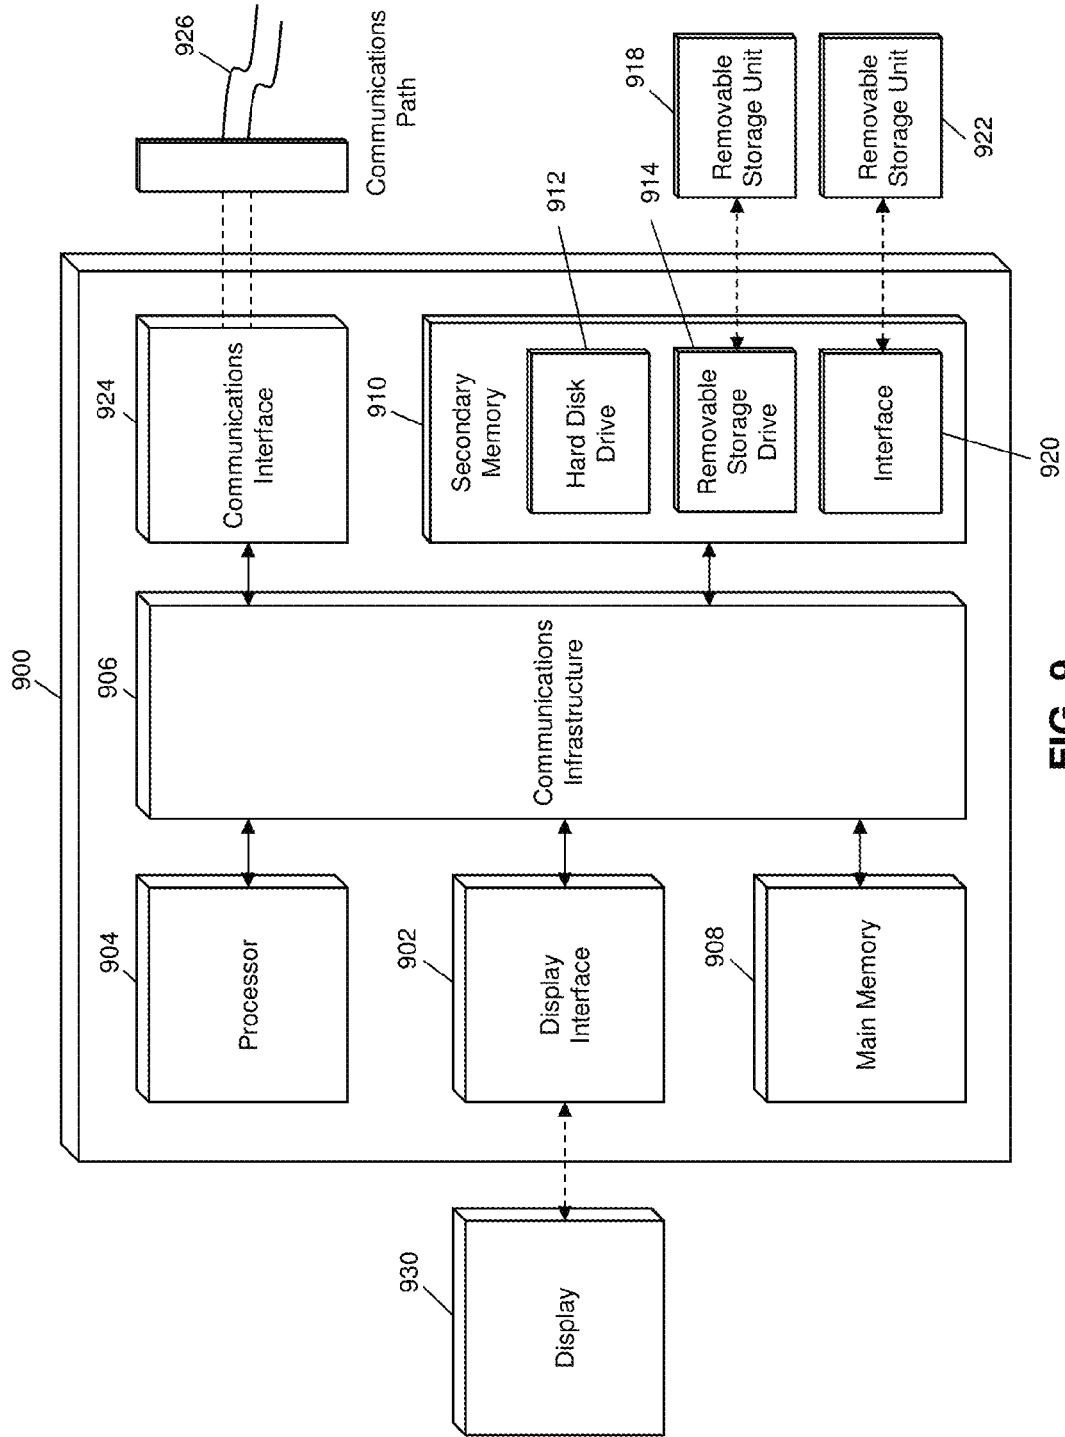 900
904
Processor
906
Communications
Infrastructure
924
Communications
Interface
926
Communications
Path
930
Display
902
Display
Interface
908
Main Memory
910
Secondary
Memory
912
Hard Disk
Drive
914
Removable
Storage
Drive
918
Removable
Storage Unit
920
Interface
922
Removable
Storage Unit
FIG. 9